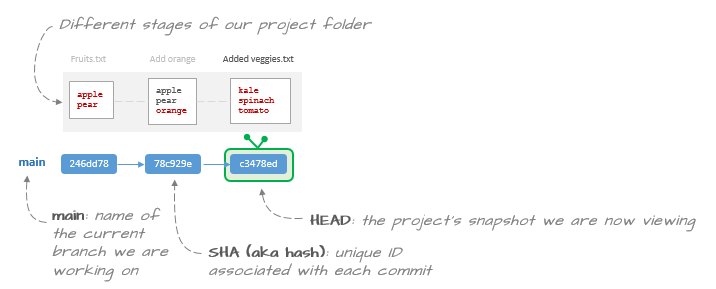 Different stages of our project folder
Fruits.txt
Add orange
Added veggies.txt
apple
pear
apple
pear
orange
kale
spinach
tomato
main
246dd78
78c929e
c3478ed
main: name of
the current
branch we are
working on
HEAD: the project's snapshot we are now viewing
SHA (aka hash): unique ID
associated with each commit